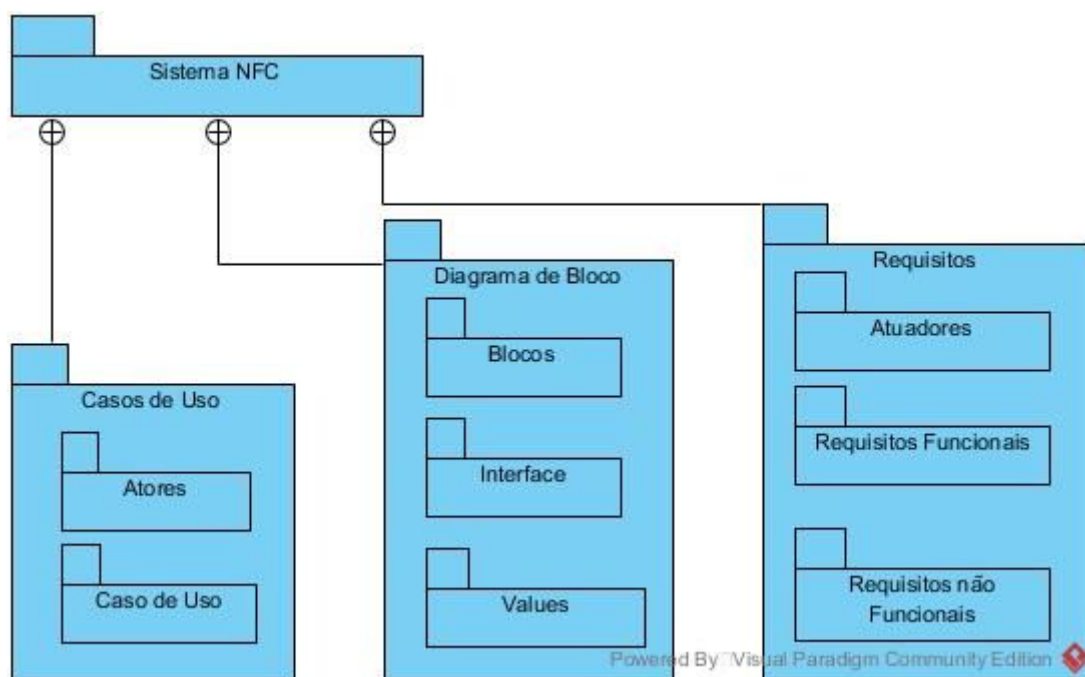 Sistema NFC
Casos de Uso
Atores
Caso de Uso
Diagrama de Bloco
Blocos
Interface
Values
Requisitos
Atuadores
Requisitos Funcionais
Requisitos não
Funcionais
Powered By Visual Paradigm Community Edition